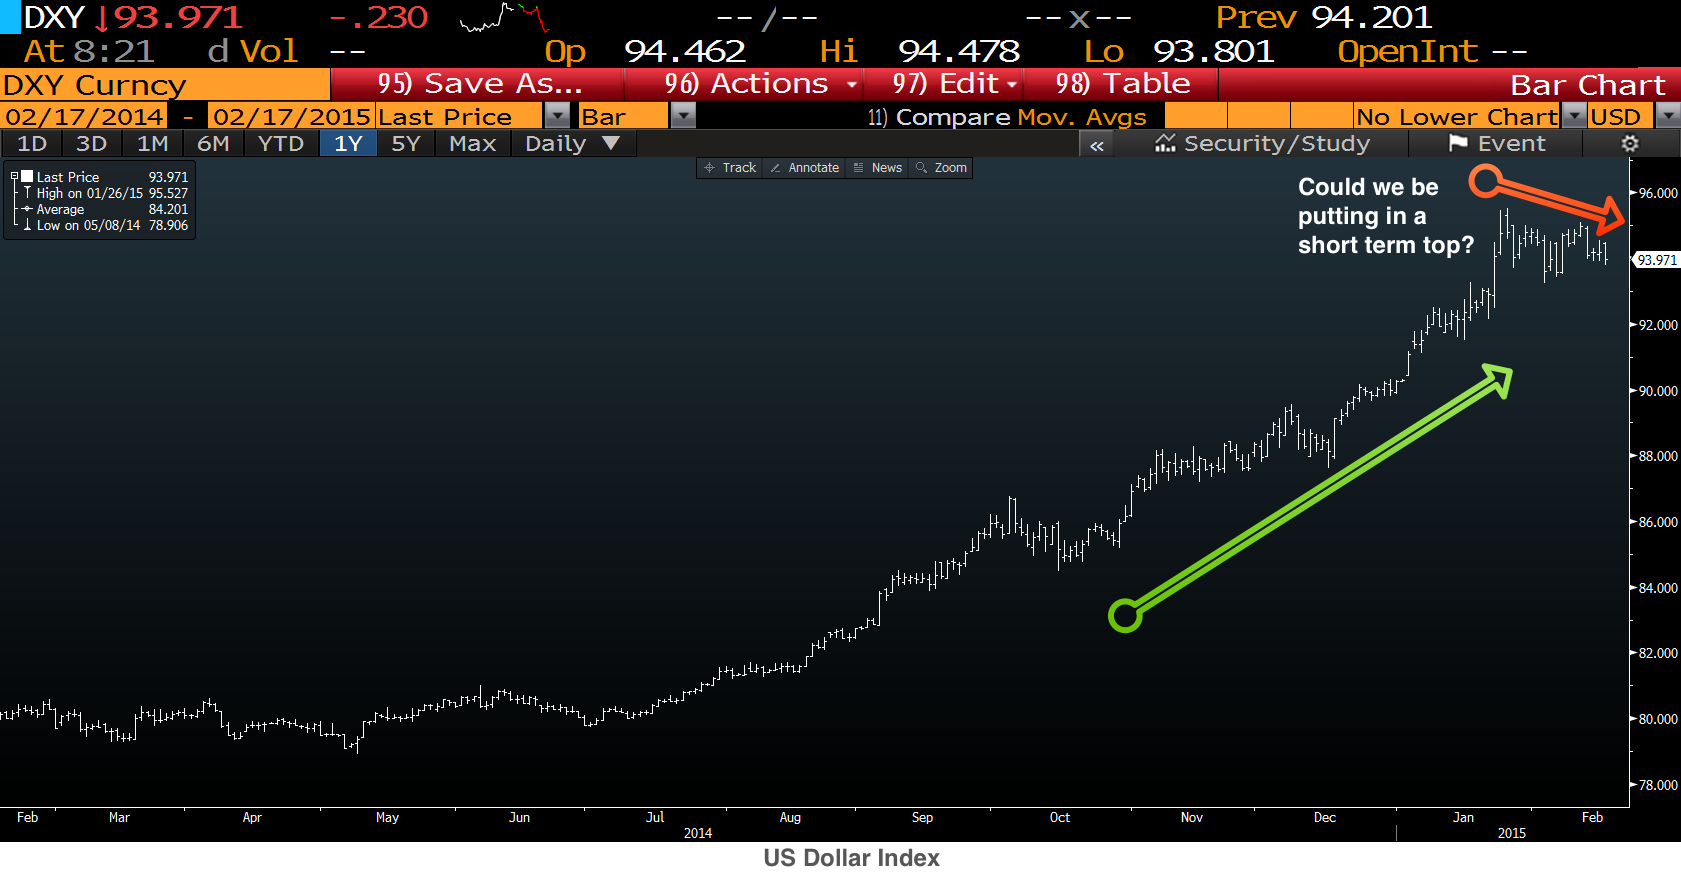 DXY ↓93.971 -.230 --/-- --x-- Prev 94.201
At 8:21 d Vol -- Op 94.462 Hi 94.478 Lo 93.801 OpenInt --
DXY Curncy 95) Save As... 96) Actions 97) Edit 98) Table Bar Chart
02/17/2014 - 02/17/2015 Last Price Bar 11) Compare Mov. Avgs No Lower Chart USD
1D 3D 1M 6M YTD 1Y 5Y Max Daily ▼ « Security/Study Event
Track Annotate News Zoom
Last Price 93.971
High on 01/26/15 95.527
Average 84.201
Low on 05/08/14 78.906
Could we be
putting in a
short term top?
96.000
93.971
92.000
90.000
88.000
86.000
84.000
82.000
80.000
78.000
Feb Mar Apr May Jun Jul Aug Sep Oct Nov Dec Jan Feb
2014 2015
US Dollar Index